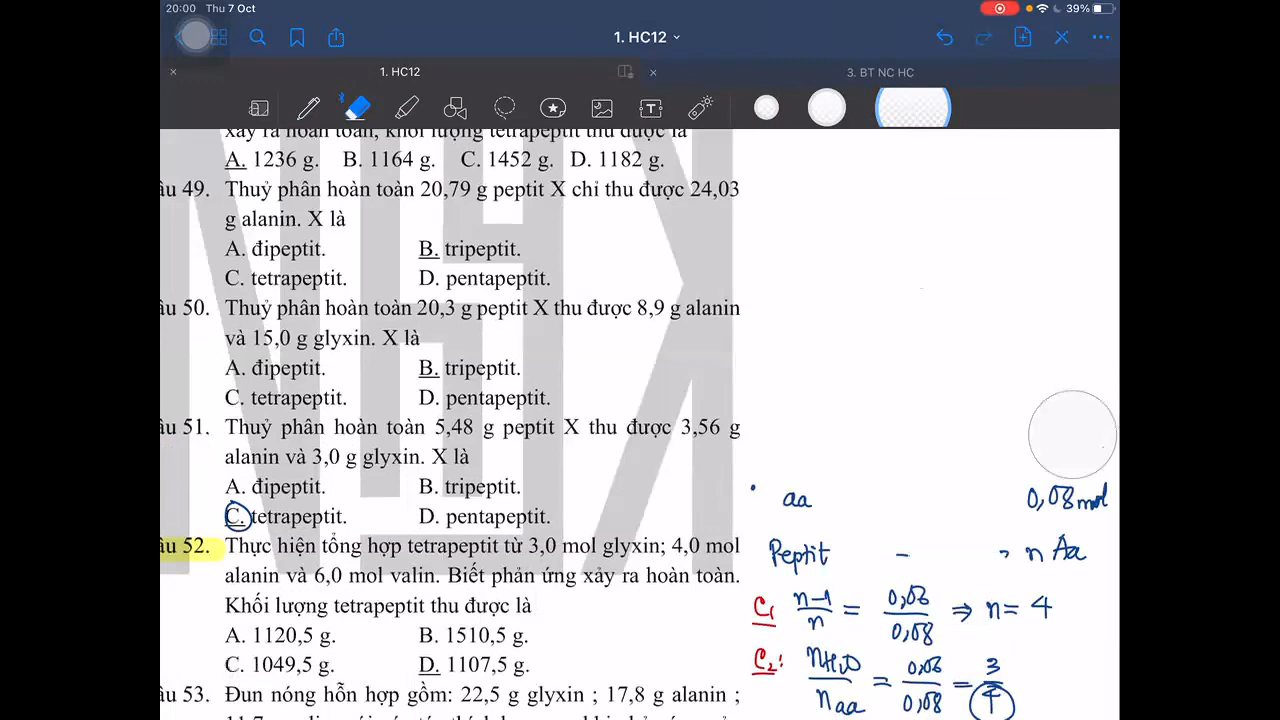 20:00 Thu 7 Oct
39%
1. HC12
1. HC12
3. BT NC HC
xảy ra hoàn toàn, khối lượng tetrapeptit thu được là
A. 1236 g. B. 1164 g. C. 1452 g. D. 1182 g.
âu 49. Thuỷ phân hoàn toàn 20,79 g peptit X chỉ thu được 24,03
g alanin. X là
A. đipeptit. B. tripeptit.
C. tetrapeptit. D. pentapeptit.
âu 50. Thuỷ phân hoàn toàn 20,3 g peptit X thu được 8,9 g alanin
và 15,0 g glyxin. X là
A. đipeptit. B. tripeptit.
C. tetrapeptit. D. pentapeptit.
âu 51. Thuỷ phân hoàn toàn 5,48 g peptit X thu được 3,56 g
alanin và 3,0 g glyxin. X là
A. đipeptit. B. tripeptit.
C. tetrapeptit. D. pentapeptit.
aa 0,08 mol
âu 52. Thực hiện tổng hợp tetrapeptit từ 3,0 mol glyxin; 4,0 mol
alanin và 6,0 mol valin. Biết phản ứng xảy ra hoàn toàn.
Khối lượng tetrapeptit thu được là
Peptit - > n Aa
C1 n-1/n = 0,06/0,08 ⇒ n = 4
A. 1120,5 g. B. 1510,5 g.
C. 1049,5 g. D. 1107,5 g.
C2: nH2O/naa = 0,06/0,08 = 3/4
âu 53. Đun nóng hỗn hợp gồm: 22,5 g glyxin ; 17,8 g alanin ;